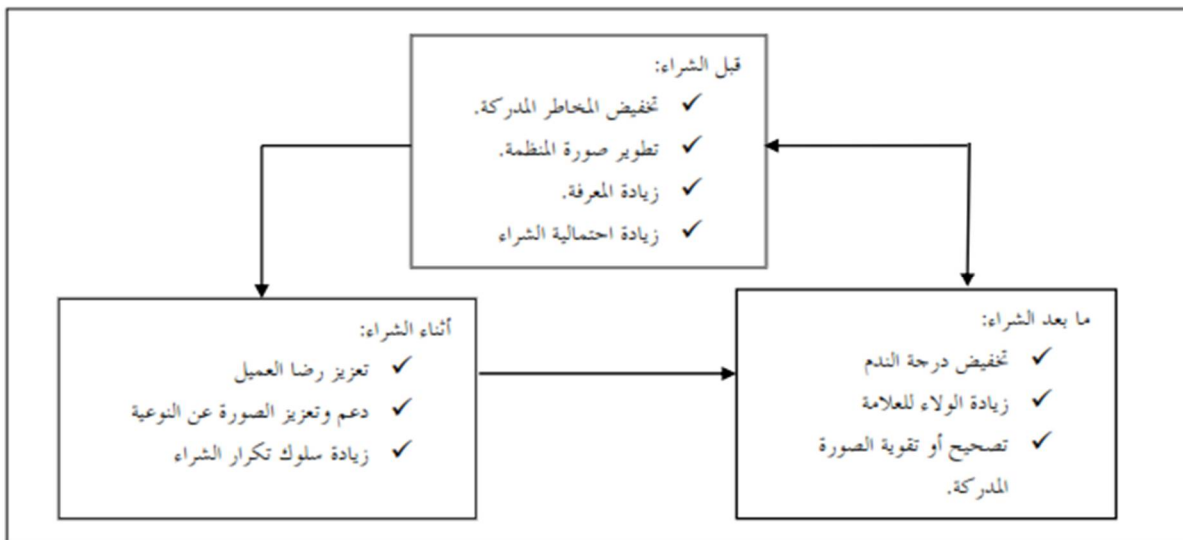 قبل الشراء:
✓ تخفيض المخاطر المدركة.
✓ تطوير صورة المنظمة.
✓ زيادة المعرفة.
✓ زيادة احتمالية الشراء
أثناء الشراء:
✓ تعزيز رضا العميل
✓ دعم وتعزيز الصورة عن النوعية
✓ زيادة سلوك تكرار الشراء
ما بعد الشراء:
✓ تخفيض درجة الندم
✓ زيادة الولاء للعلامة
✓ تصحيح أو تقوية الصورة
المدركة.